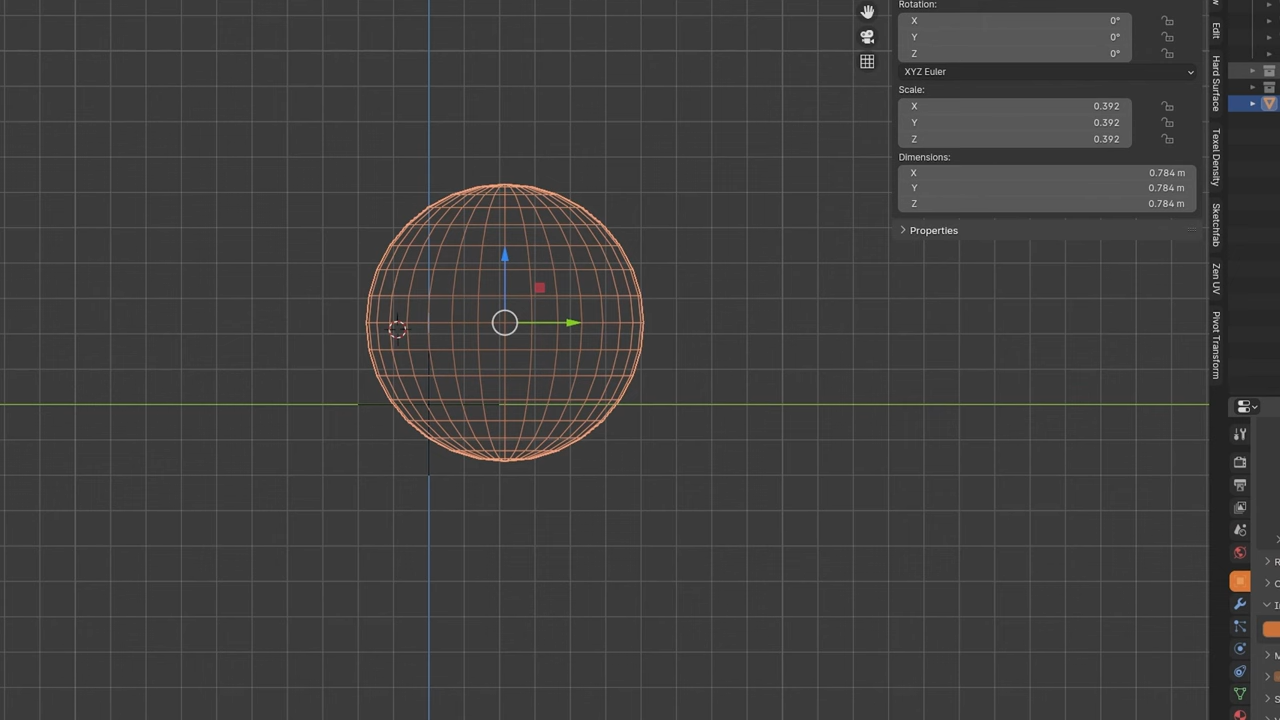 Rotation:
X 0°
Y 0°
Z 0°
XYZ Euler
Scale:
X 0.392
Y 0.392
Z 0.392
Dimensions:
X 0.784 m
Y 0.784 m
Z 0.784 m
Properties
Edit
Hard Surface
Texel Density
Sketchfab
Zen UV
Pivot Transform